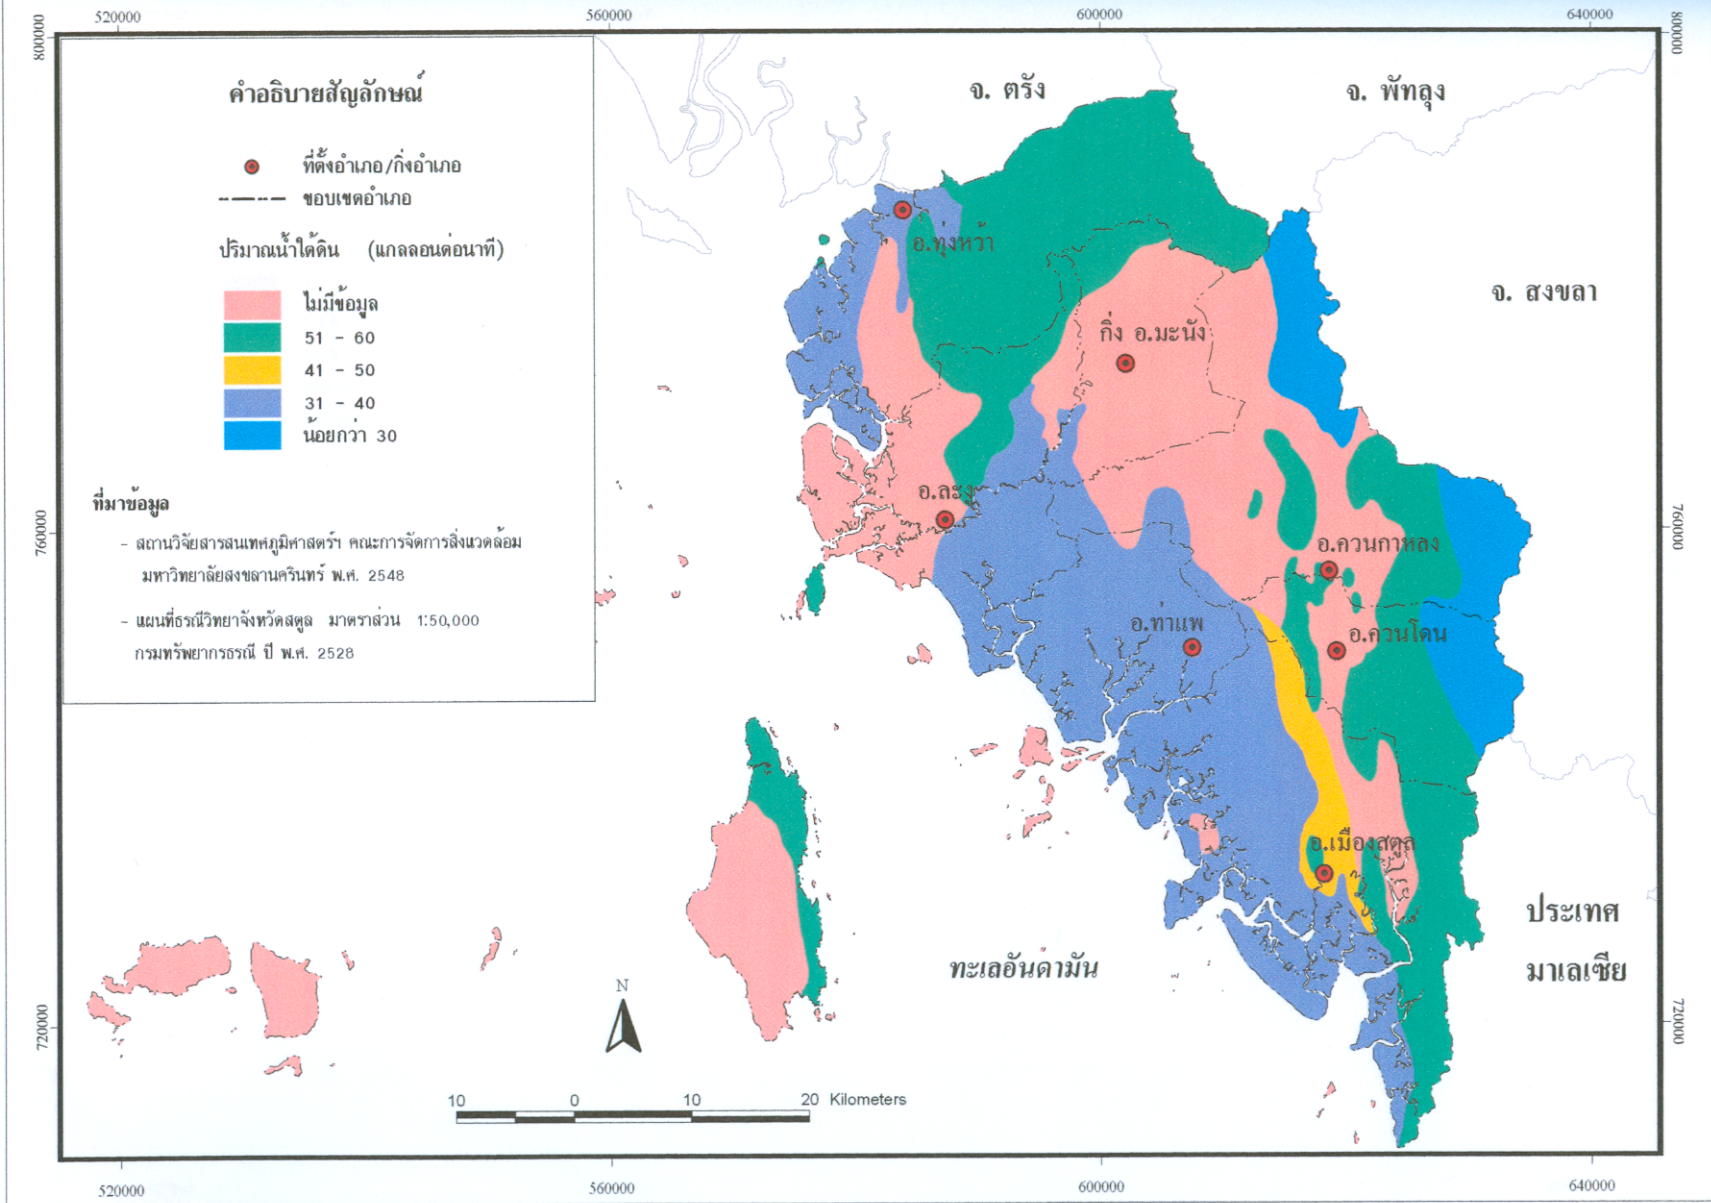 520000 560000 600000 640000
800000 800000
คำอธิบายสัญลักษณ์
ที่ตั้งอำเภอ/กิ่งอำเภอ
ขอบเขตอำเภอ
ปริมาณน้ำใต้ดิน (แกลลอนต่อนาที)
ไม่มีข้อมูล
51 - 60
41 - 50
31 - 40
น้อยกว่า 30
ที่มาข้อมูล
- สถานวิจัยสารสนเทศภูมิศาสตร์ฯ คณะการจัดการสิ่งแวดล้อม
มหาวิทยาลัยสงขลานครินทร์ พ.ศ. 2548
- แผนที่ธรณีวิทยาจังหวัดสตูล มาตราส่วน 1:50,000
กรมทรัพยากรธรณี ปี พ.ศ. 2528
จ. ตรัง
จ. พัทลุง
อ.ทุ่งหว้า
จ. สงขลา
กิ่ง อ.มะนัง
อ.ละงู
760000 760000
อ.ควนกาหลง
อ.ท่าแพ
อ.ควนโดน
อ.เมืองสตูล
ประเทศ
มาเลเซีย
ทะเลอันดามัน
N
720000 720000
10 0 10 20 Kilometers
520000 560000 600000 640000